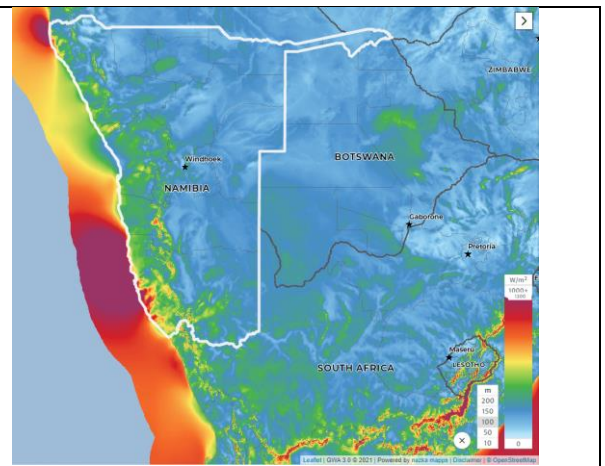 >
ZIMBABWE
Windhoek
BOTSWANA
NAMIBIA
Gaborone
Pretoria
W/m²
1000+
1300
Maseru
SOUTH AFRICA
LESOTHO
m
200
150
100
50
10
0
×
Leaflet | GWA 3.0 © 2021 | Powered by nazka mapps | Disclaimer | © OpenStreetMap